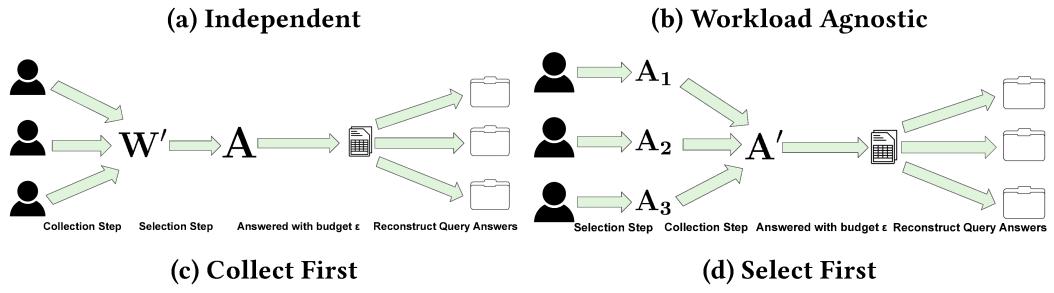 (a) Independent
(b) Workload Agnostic
W′
A
Collection Step
Selection Step
Answered with budget ε
Reconstruct Query Answers
A₁
A₂
A₃
A′
Selection Step
Collection Step
Answered with budget ε
Reconstruct Query Answers
(c) Collect First
(d) Select First